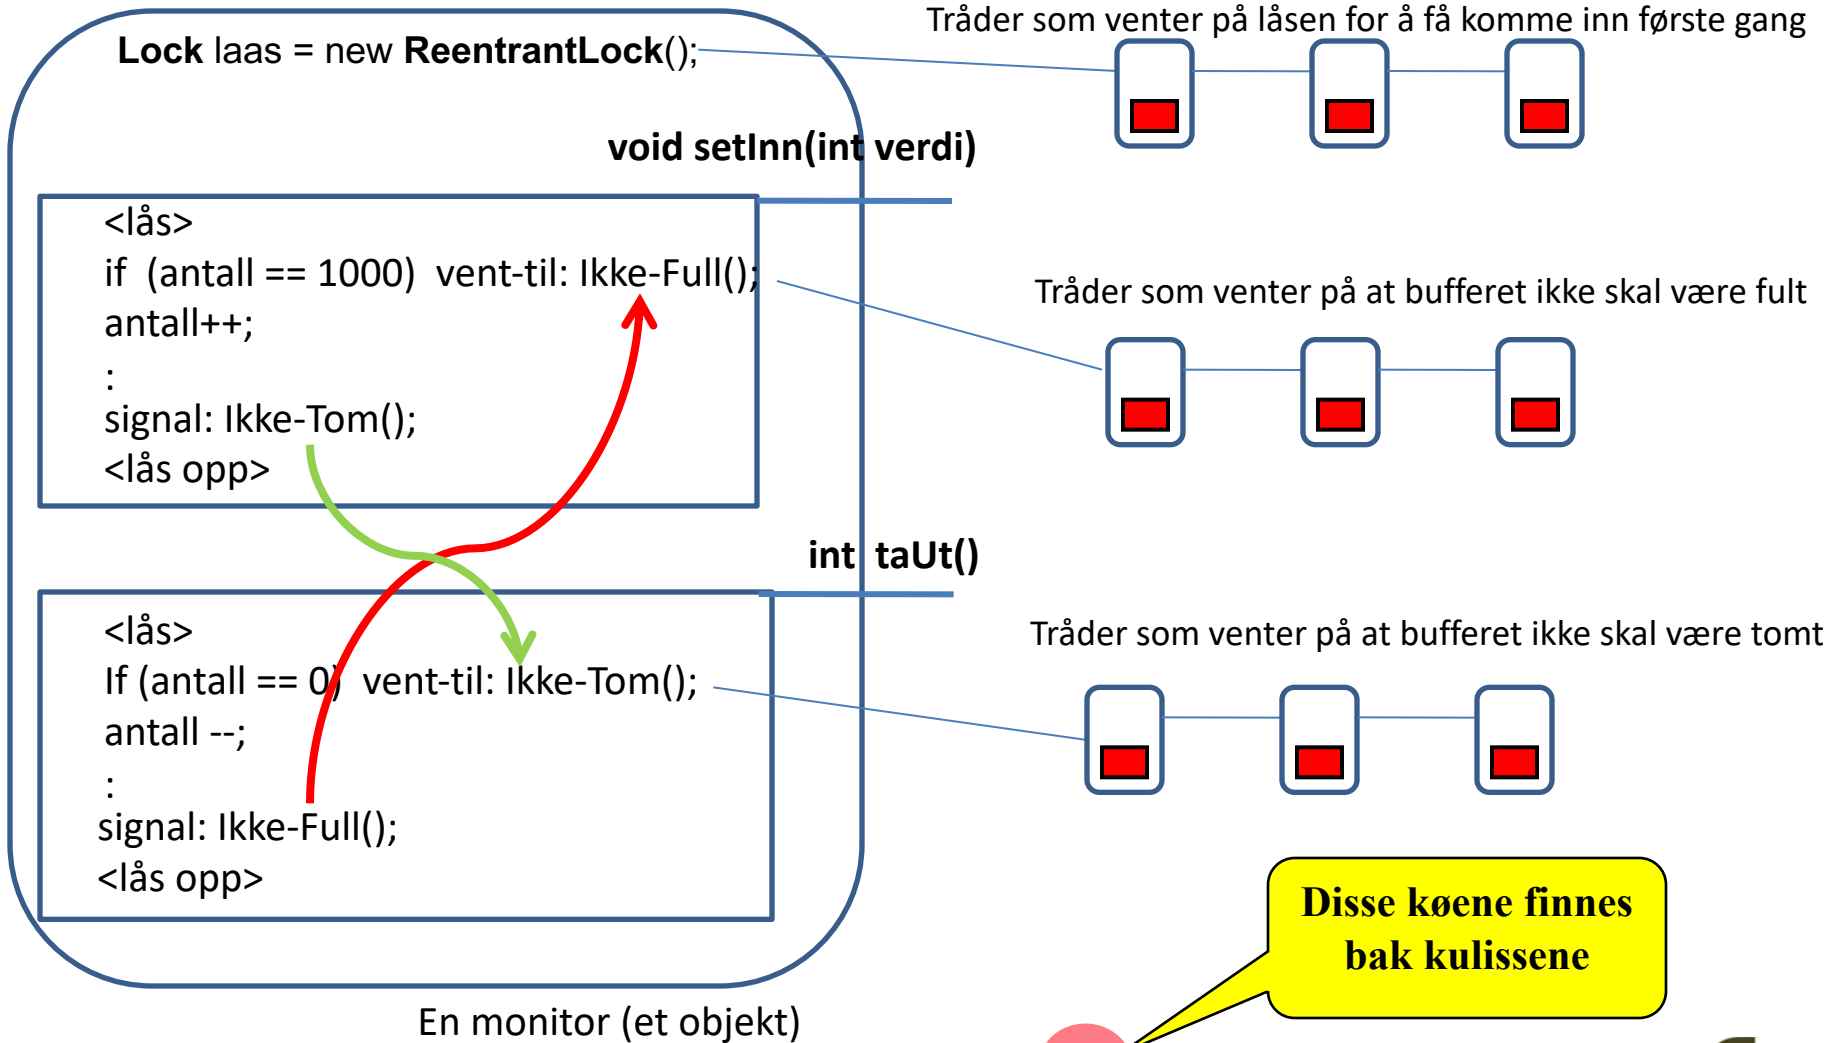 Tråder som venter på låsen for å få komme inn første gang
Lock laas = new ReentrantLock();
void setInn(int verdi)
<lås>
if (antall == 1000) vent-til: Ikke-Full();
antall++;
:
signal: Ikke-Tom();
<lås opp>
Tråder som venter på at bufferet ikke skal være fult
int taUt()
<lås>
If (antall == 0) vent-til: Ikke-Tom();
antall --;
:
signal: Ikke-Full();
<lås opp>
Tråder som venter på at bufferet ikke skal være tomt
Disse køene finnes
bak kulissene
En monitor (et objekt)